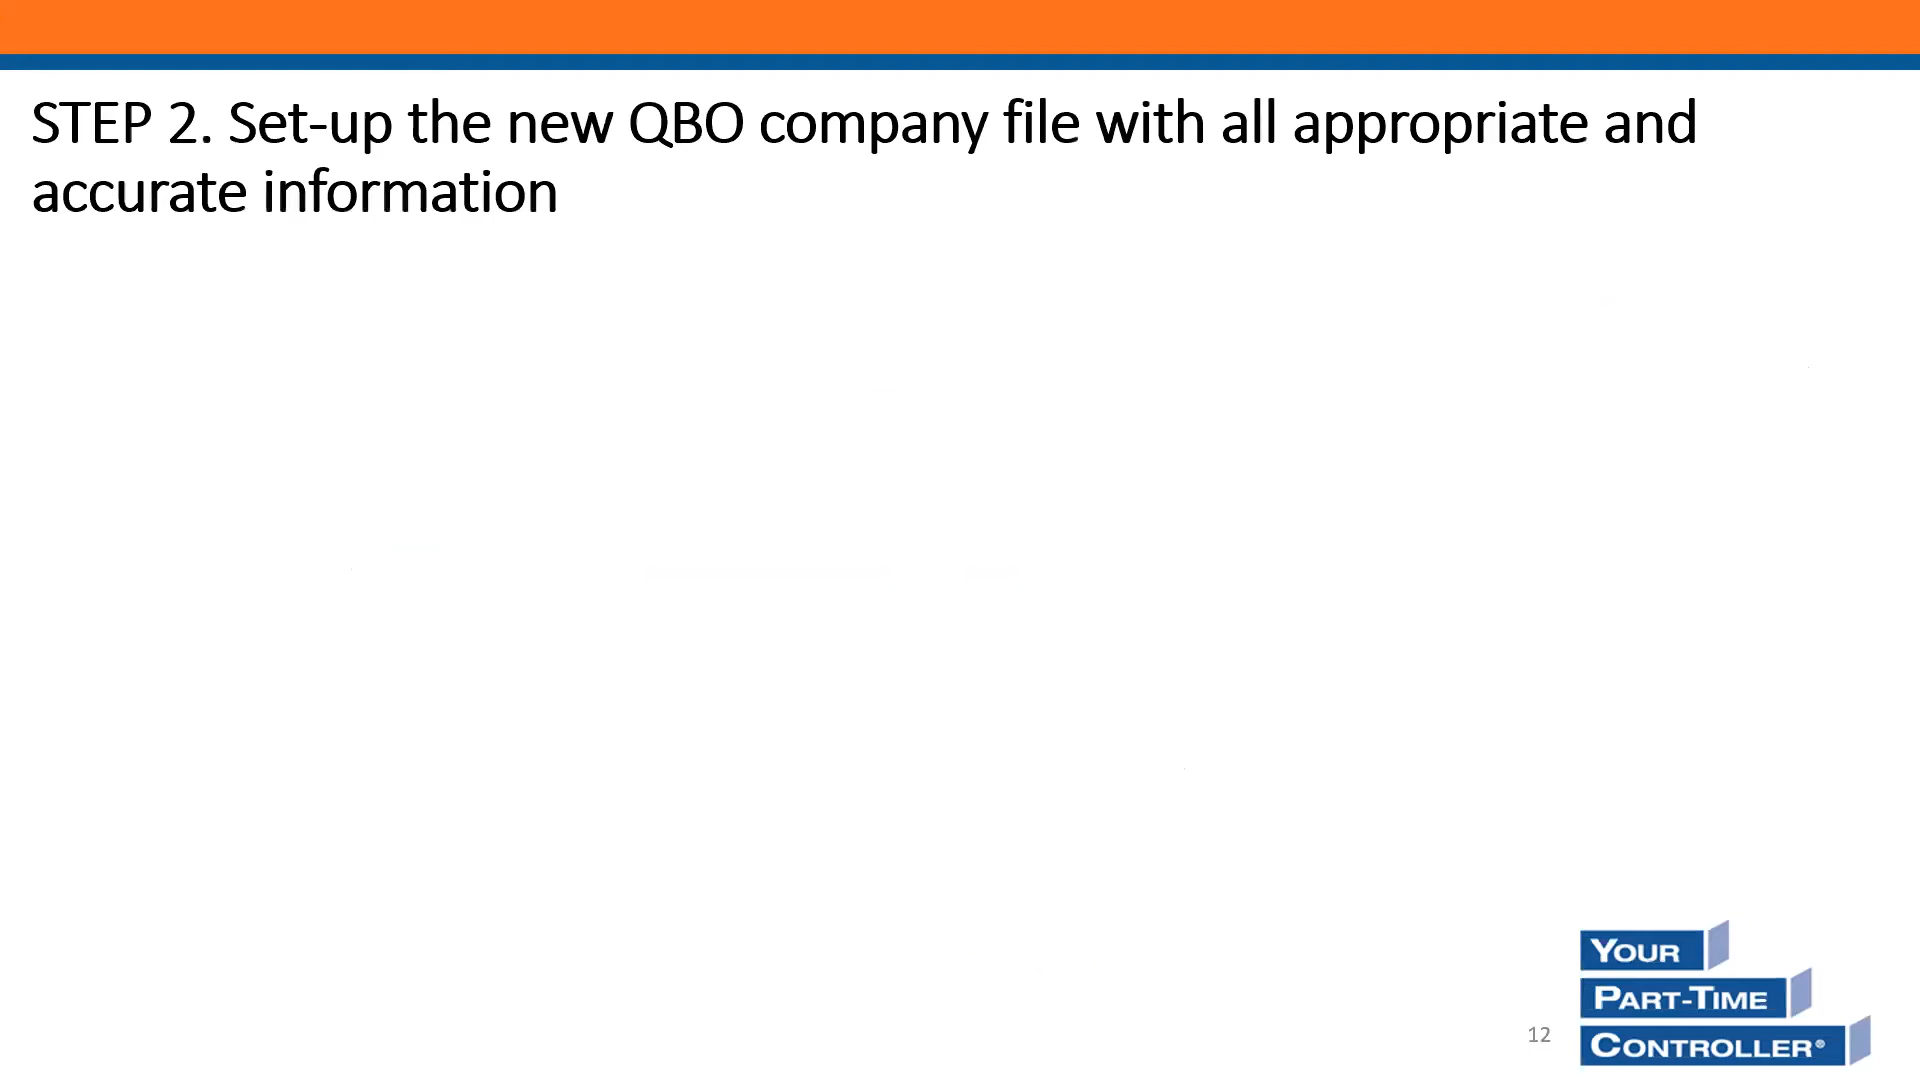 STEP 2. Set-up the new QBO company file with all appropriate and
accurate information
YOUR
PART-TIME
CONTROLLER®
12